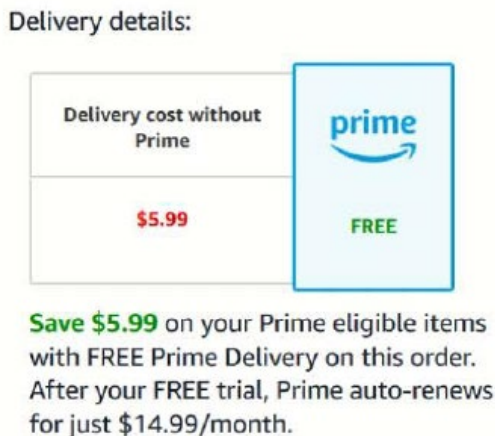 Delivery details:
Delivery cost without
Prime
prime
$5.99
FREE
Save $5.99 on your Prime eligible items
with FREE Prime Delivery on this order.
After your FREE trial, Prime auto-renews
for just $14.99/month.